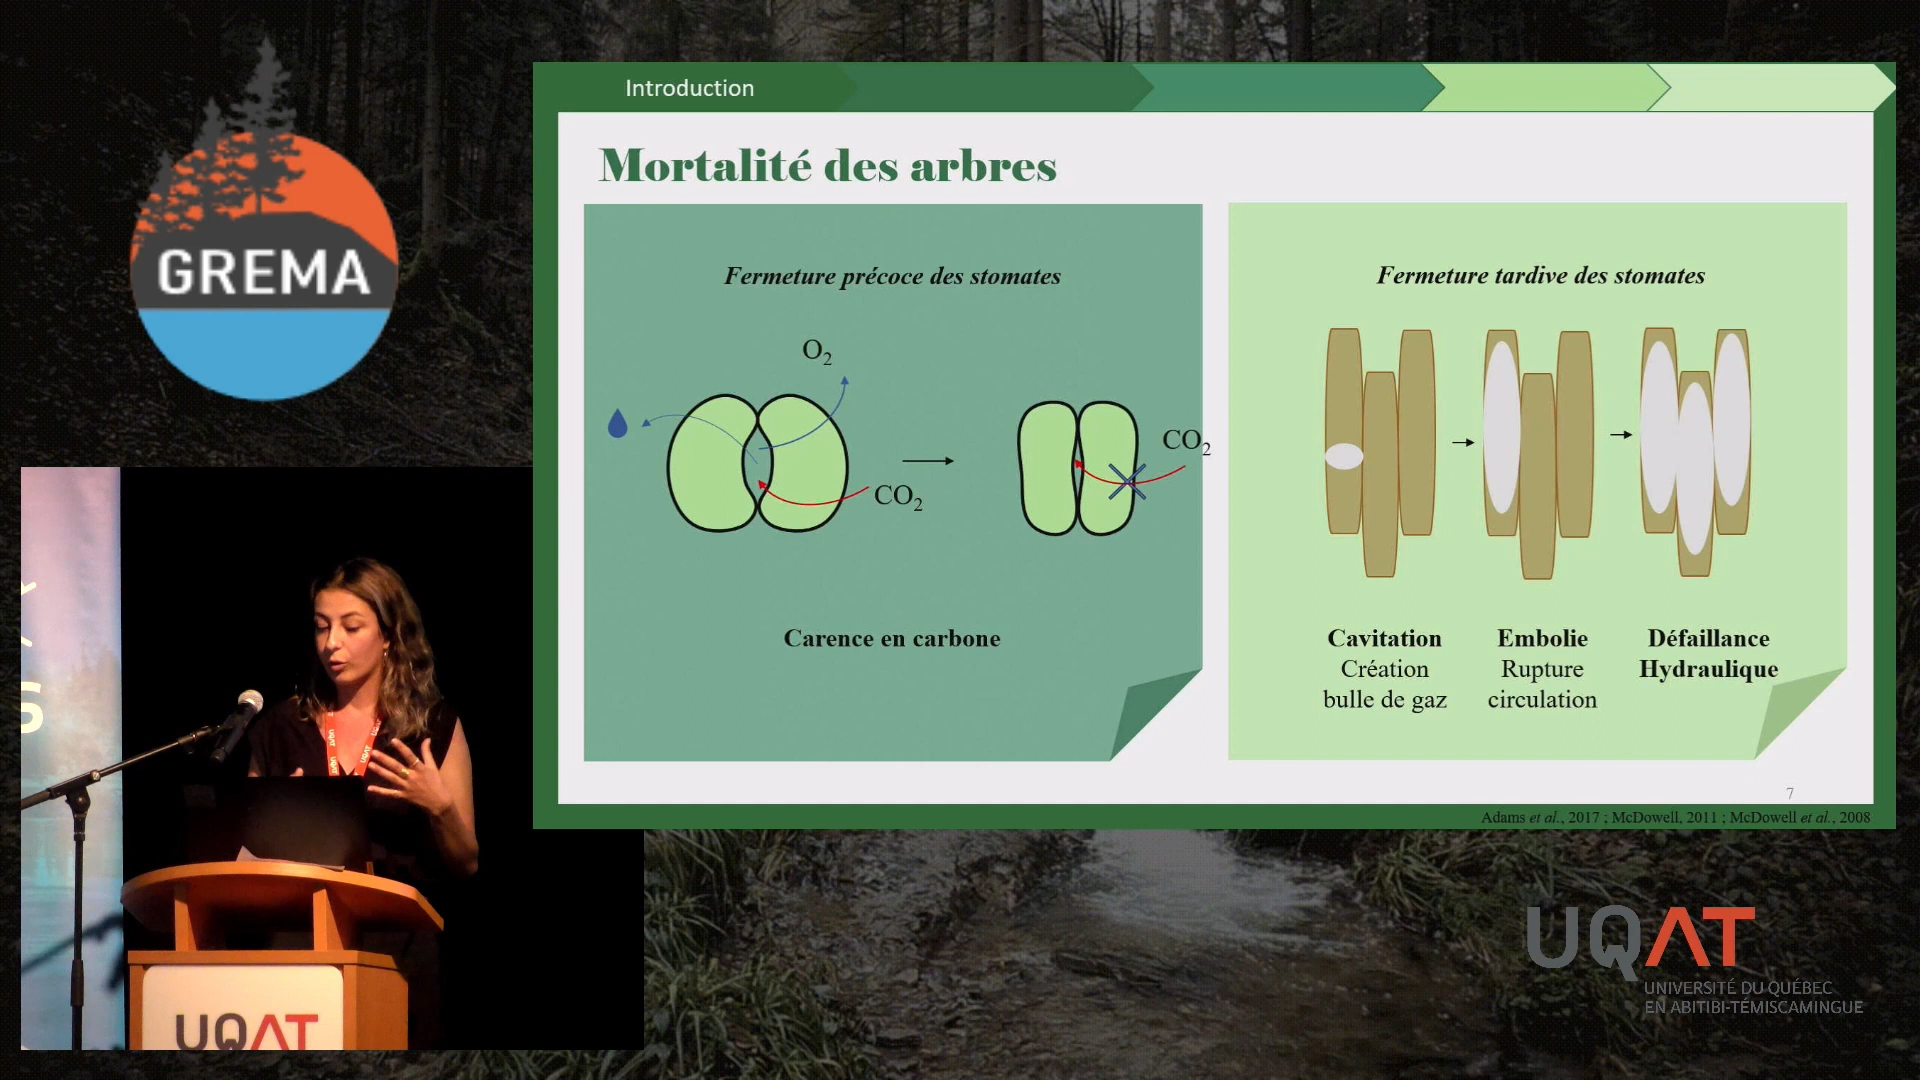 GREMA
Introduction
Mortalité des arbres
Fermeture précoce des stomates
O2
CO2
CO2
Carence en carbone
Fermeture tardive des stomates
Cavitation
Création
bulle de gaz
Embolie
Rupture
circulation
Défaillance
Hydraulique
7
Adams et al., 2017 ; McDowell, 2011 ; McDowell et al., 2008
UQAT
UQAT
UNIVERSITÉ DU QUÉBEC
EN ABITIBI-TÉMISCAMINGUE